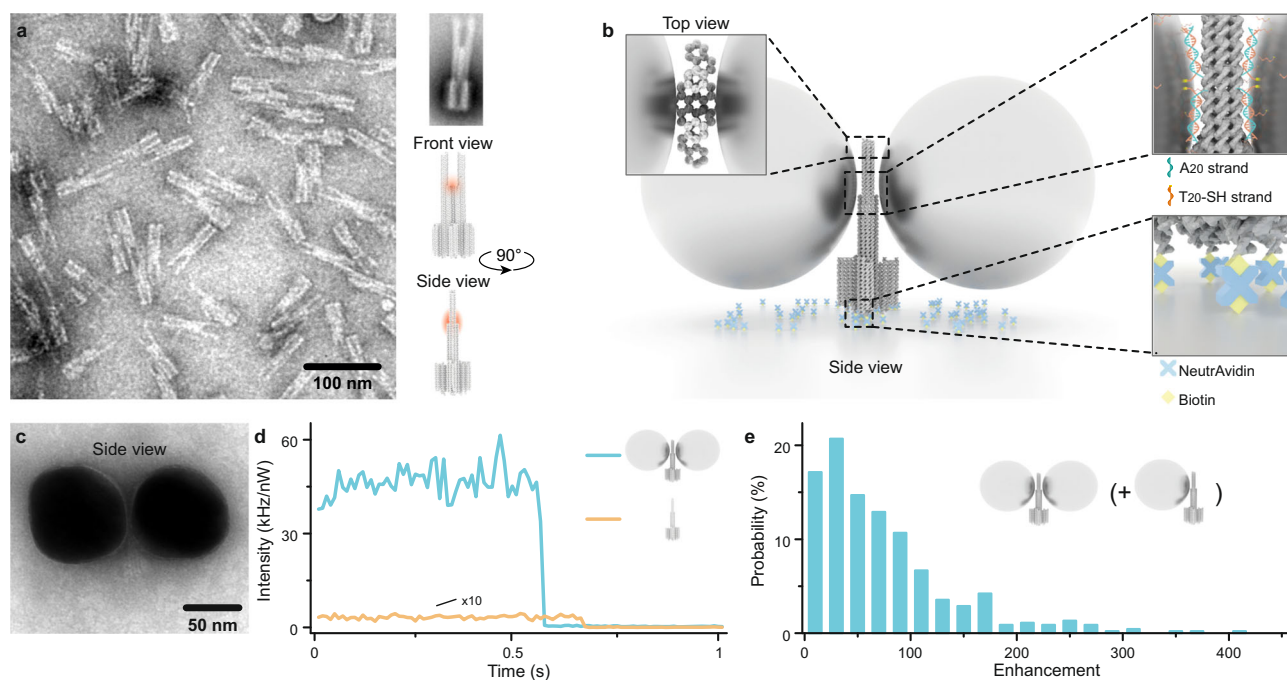 a
100 nm
Front view
90°
Side view
b
Top view
Side view
A20 strand
T20-SH strand
NeutrAvidin
Biotin
c
Side view
50 nm
d
Intensity (kHz/nW)
60
30
0
x10
0
0.5
1
Time (s)
e
Probability (%)
20
10
0
(+ )
100
200
300
400
Enhancement